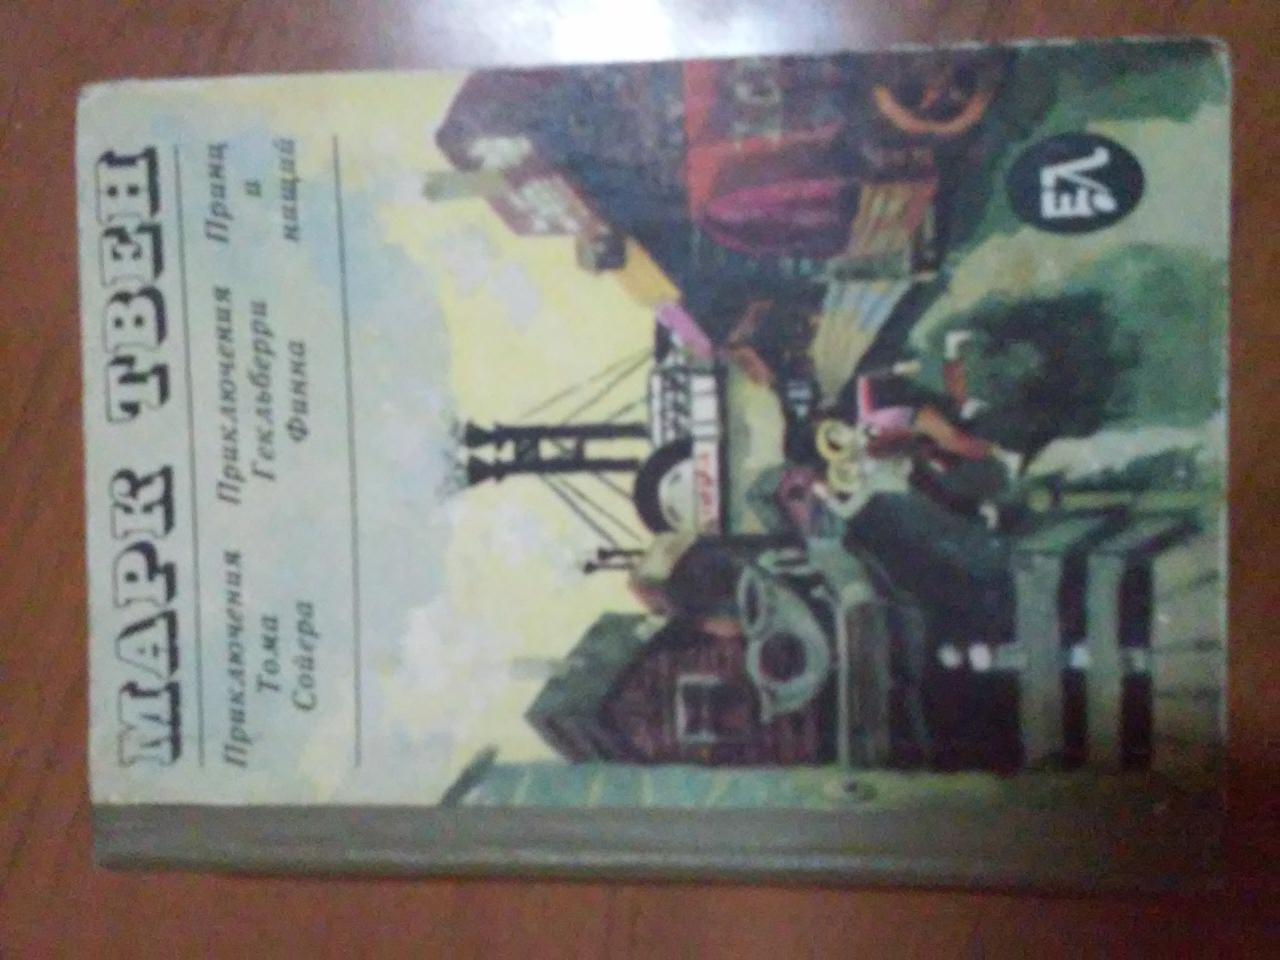 МАРК ТВЕН
Приключения
Тома
Сойера
Приключения
Гекльберри
Финна
Принц
и
нищий